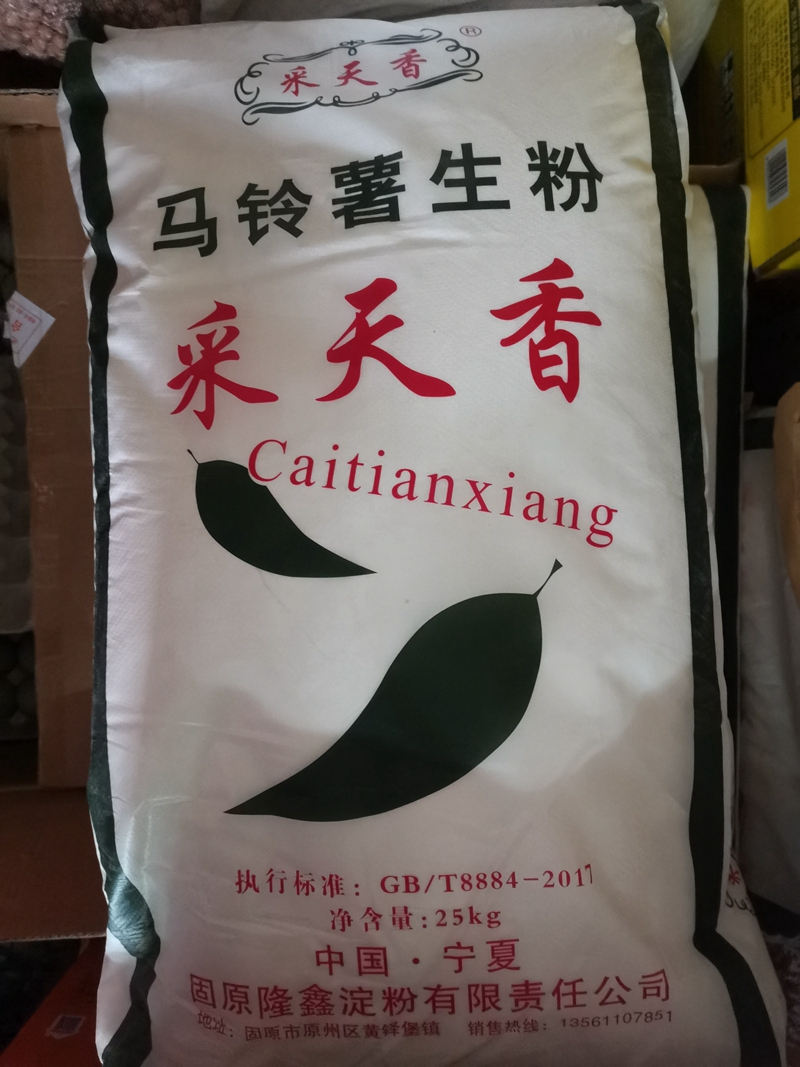 采天香®
马铃薯生粉
采天香
Caitianxiang
执行标准：GB/T8884-2017
净含量:25kg
中国·宁夏
固原隆鑫淀粉有限责任公司
地址：固原市原州区黄铎堡镇 销售热线：13561107851